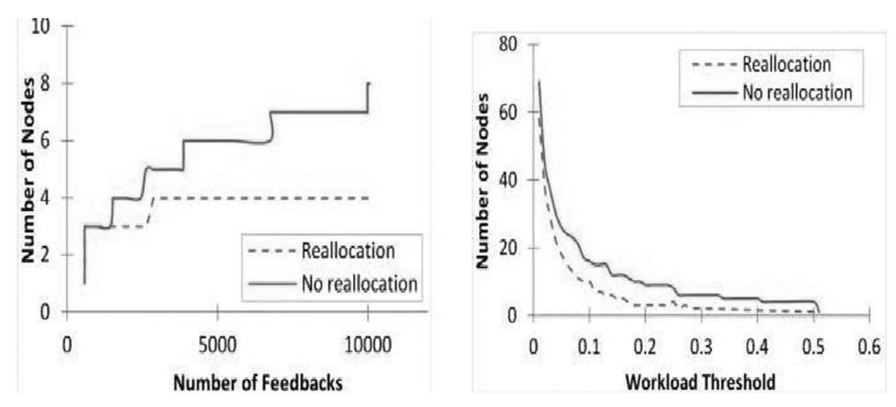 10
8
6
4
2
0
Number of Nodes
Reallocation
No reallocation
0 5000 10000
Number of Feedbacks
80
60
40
20
0
Number of Nodes
Reallocation
No reallocation
0 0.1 0.2 0.3 0.4 0.5 0.6
Workload Threshold